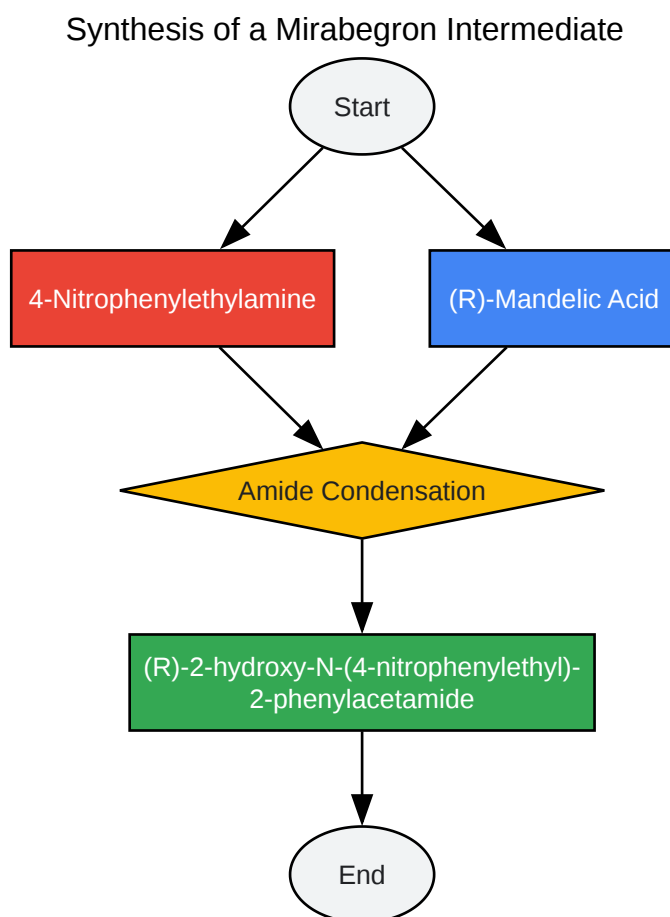 Synthesis of a Mirabegron Intermediate
Start
4-Nitrophenylethylamine
(R)-Mandelic Acid
Amide Condensation
(R)-2-hydroxy-N-(4-nitrophenylethyl)-
2-phenylacetamide
End